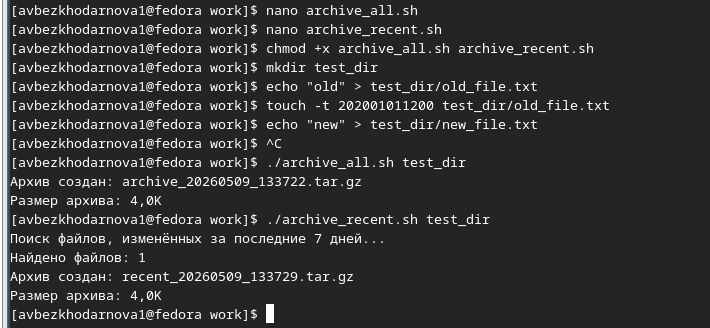 [avbezkhodarnova1@fedora work]$ nano archive_all.sh
[avbezkhodarnova1@fedora work]$ nano archive_recent.sh
[avbezkhodarnova1@fedora work]$ chmod +x archive_all.sh archive_recent.sh
[avbezkhodarnova1@fedora work]$ mkdir test_dir
[avbezkhodarnova1@fedora work]$ echo "old" > test_dir/old_file.txt
[avbezkhodarnova1@fedora work]$ touch -t 202001011200 test_dir/old_file.txt
[avbezkhodarnova1@fedora work]$ echo "new" > test_dir/new_file.txt
[avbezkhodarnova1@fedora work]$ ^C
[avbezkhodarnova1@fedora work]$ ./archive_all.sh test_dir
Архив создан: archive_20260509_133722.tar.gz
Размер архива: 4,0K
[avbezkhodarnova1@fedora work]$ ./archive_recent.sh test_dir
Поиск файлов, изменённых за последние 7 дней...
Найдено файлов: 1
Архив создан: recent_20260509_133729.tar.gz
Размер архива: 4,0K
[avbezkhodarnova1@fedora work]$